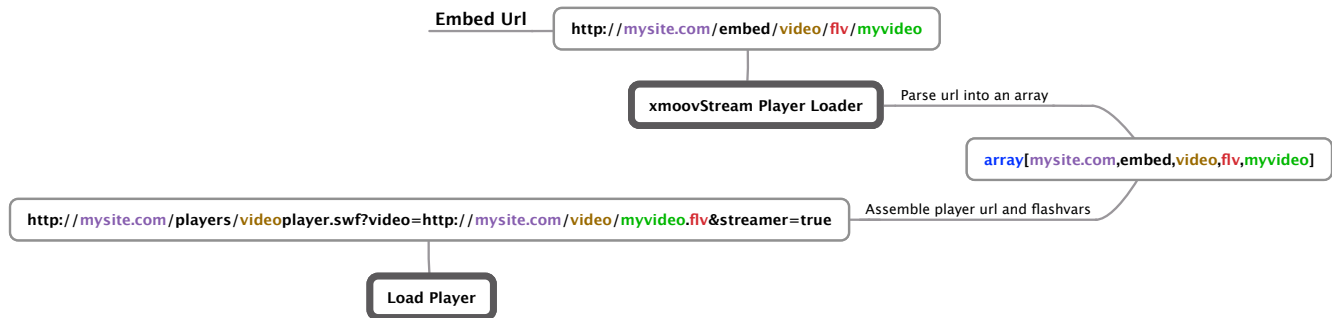 Embed Url
http://mysite.com/embed/video/flv/myvideo
xmoovStream Player Loader
Parse url into an array
array[mysite.com,embed,video,flv,myvideo]
Assemble player url and flashvars
http://mysite.com/players/videoplayer.swf?video=http://mysite.com/video/myvideo.flv&streamer=true
Load Player